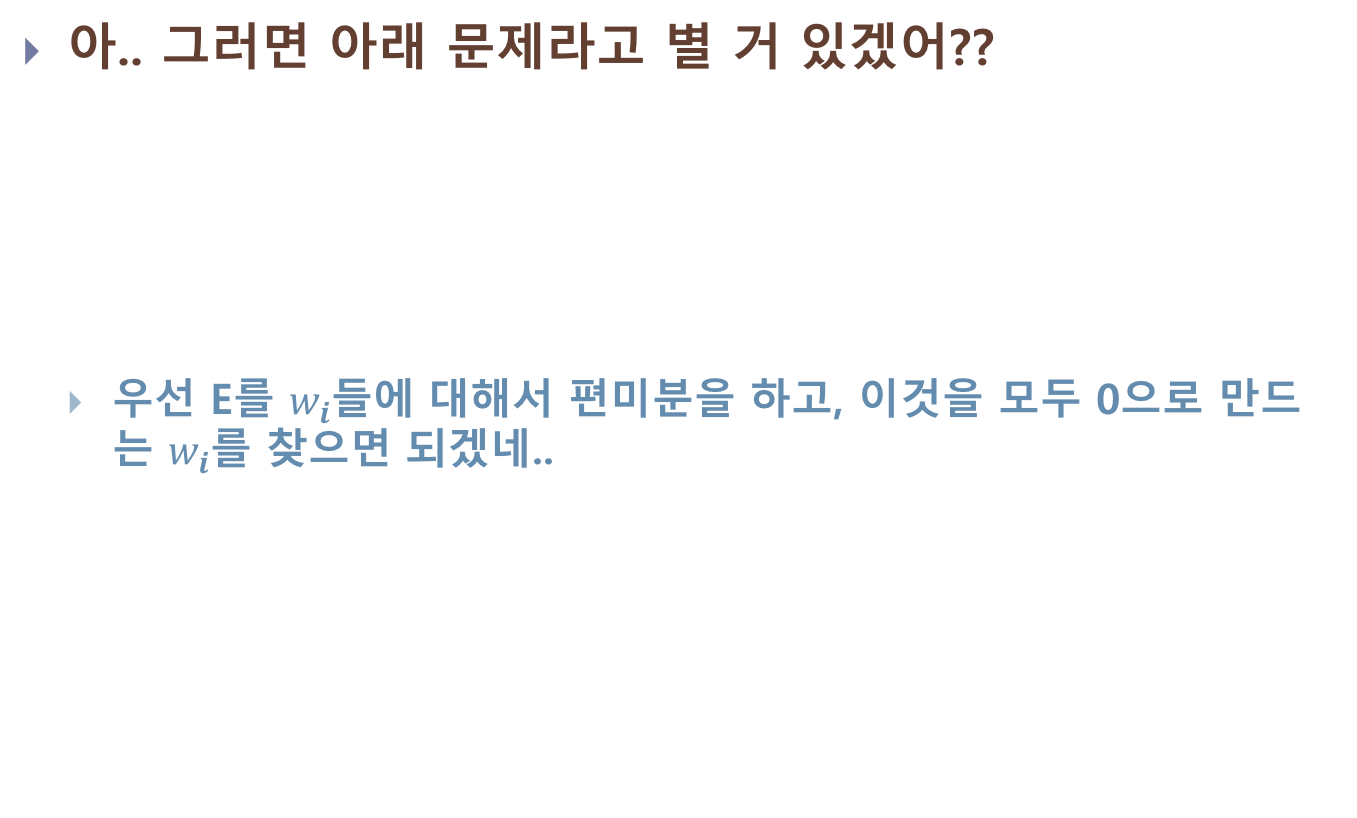 아.. 그러면 아래 문제라고 별 거 있겠어??
우선 E를 wᵢ들에 대해서 편미분을 하고, 이것을 모두 0으로 만드
는 wᵢ를 찾으면 되겠네..